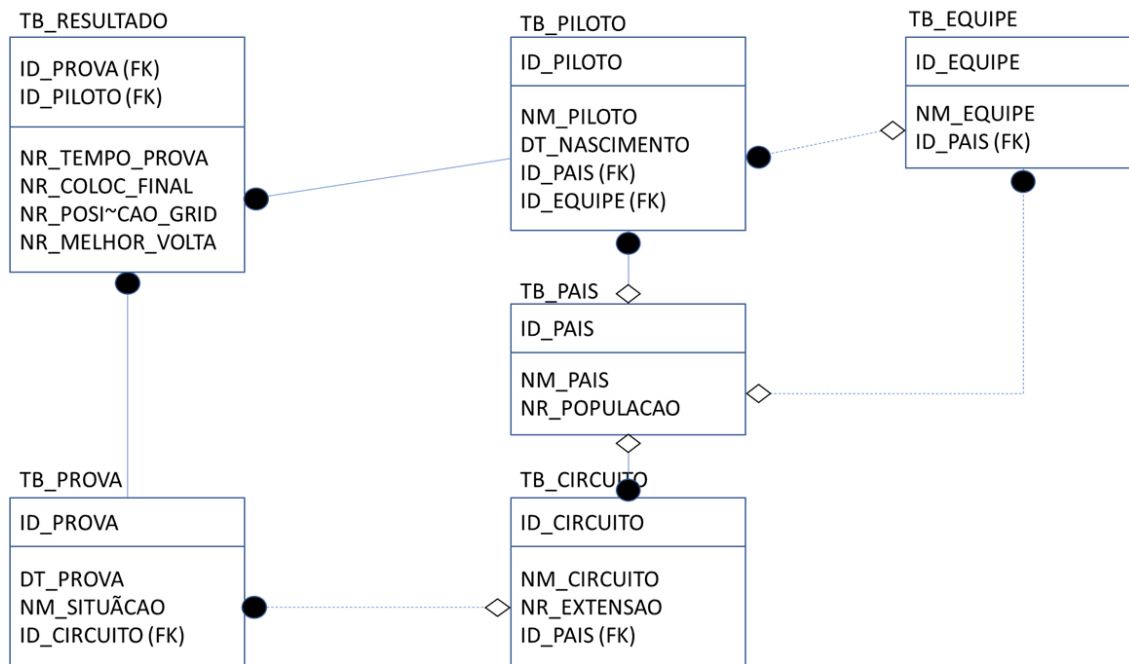 TB_RESULTADO
ID_PROVA (FK)
ID_PILOTO (FK)
NR_TEMPO_PROVA
NR_COLOC_FINAL
NR_POSI~CAO_GRID
NR_MELHOR_VOLTA
TB_PILOTO
ID_PILOTO
NM_PILOTO
DT_NASCIMENTO
ID_PAIS (FK)
ID_EQUIPE (FK)
TB_EQUIPE
ID_EQUIPE
NM_EQUIPE
ID_PAIS (FK)
TB_PAIS
ID_PAIS
NM_PAIS
NR_POPULACAO
TB_PROVA
ID_PROVA
DT_PROVA
NM_SITUÃCAO
ID_CIRCUITO (FK)
TB_CIRCUITO
ID_CIRCUITO
NM_CIRCUITO
NR_EXTENSAO
ID_PAIS (FK)